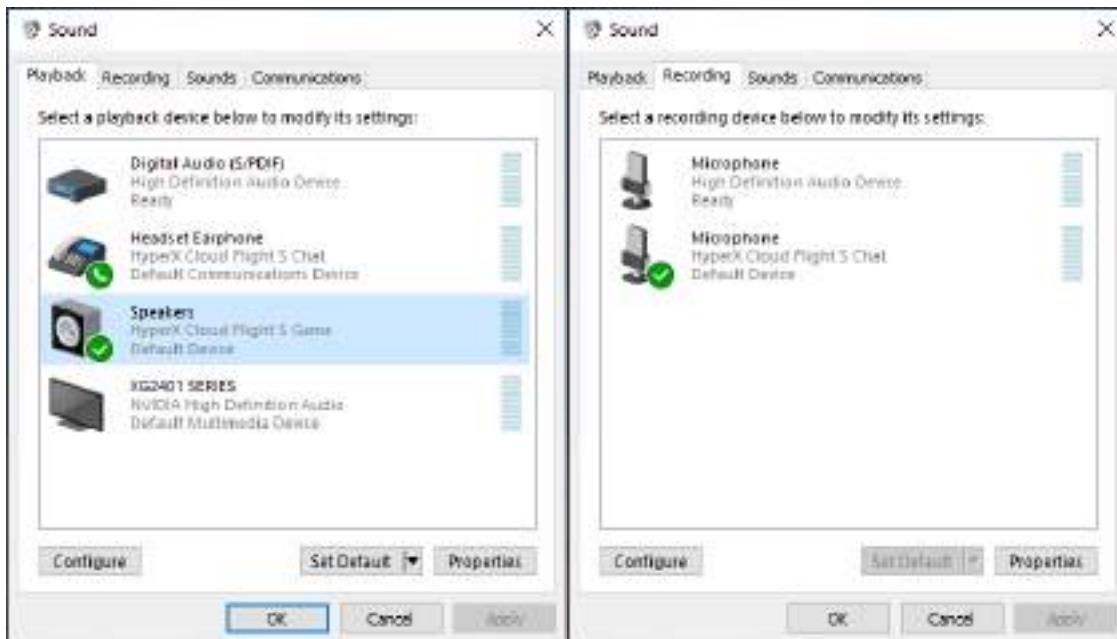 Sound
Playback Recording Sounds Communications
Select a playback device below to modify its settings:
Digital Audio (S/PDIF)
High Definition Audio Device
Ready
Headset Earphone
HyperX Cloud Flight S Chat
Default Communications Device
Speakers
HyperX Cloud Flight S Game
Default Device
XG2401 SERIES
NVIDIA High Definition Audio
Default Multimedia Device
Configure Set Default Properties
OK Cancel Apply
Sound
Playback Recording Sounds Communications
Select a recording device below to modify its settings:
Microphone
High Definition Audio Device
Ready
Microphone
HyperX Cloud Flight S Chat
Default Device
Configure Set Default Properties
OK Cancel Apply